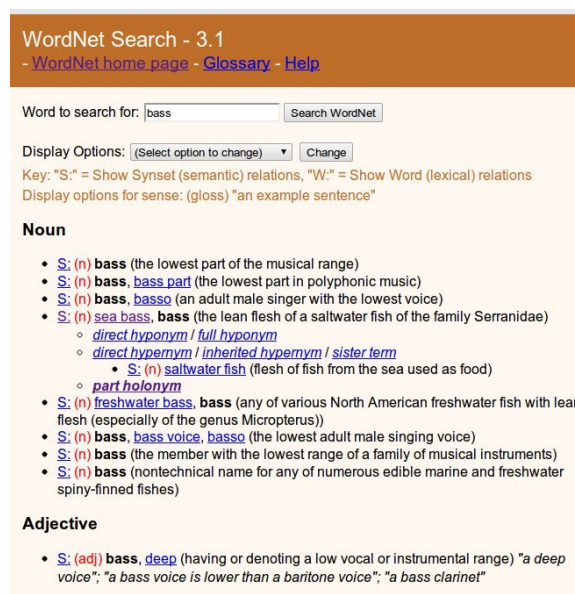 WordNet Search - 3.1
- WordNet home page - Glossary - Help
Word to search for: bass Search WordNet
Display Options: (Select option to change) Change
Key: "S:" = Show Synset (semantic) relations, "W:" = Show Word (lexical) relations
Display options for sense: (gloss) "an example sentence"
Noun
• S: (n) bass (the lowest part of the musical range)
• S: (n) bass, bass part (the lowest part in polyphonic music)
• S: (n) bass, basso (an adult male singer with the lowest voice)
• S: (n) sea bass, bass (the lean flesh of a saltwater fish of the family Serranidae)
◦ direct hyponym / full hyponym
◦ direct hypernym / inherited hypernym / sister term
• S: (n) saltwater fish (flesh of fish from the sea used as food)
◦ part holonym
• S: (n) freshwater bass, bass (any of various North American freshwater fish with lean
flesh (especially of the genus Micropterus))
• S: (n) bass, bass voice, basso (the lowest adult male singing voice)
• S: (n) bass (the member with the lowest range of a family of musical instruments)
• S: (n) bass (nontechnical name for any of numerous edible marine and freshwater
spiny-finned fishes)
Adjective
• S: (adj) bass, deep (having or denoting a low vocal or instrumental range) "a deep
voice"; "a bass voice is lower than a baritone voice"; "a bass clarinet"